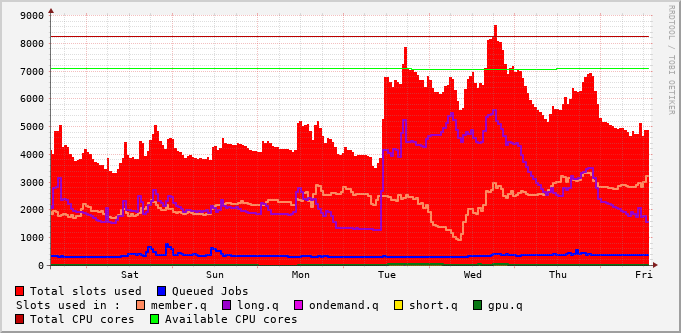 RRDTOOL / TOBI OETIKER
9000
8000
7000
6000
5000
4000
3000
2000
1000
0
Sat Sun Mon Tue Wed Thu Fri
Total slots used Queued Jobs
Slots used in : member.q long.q ondemand.q short.q gpu.q
Total CPU cores Available CPU cores